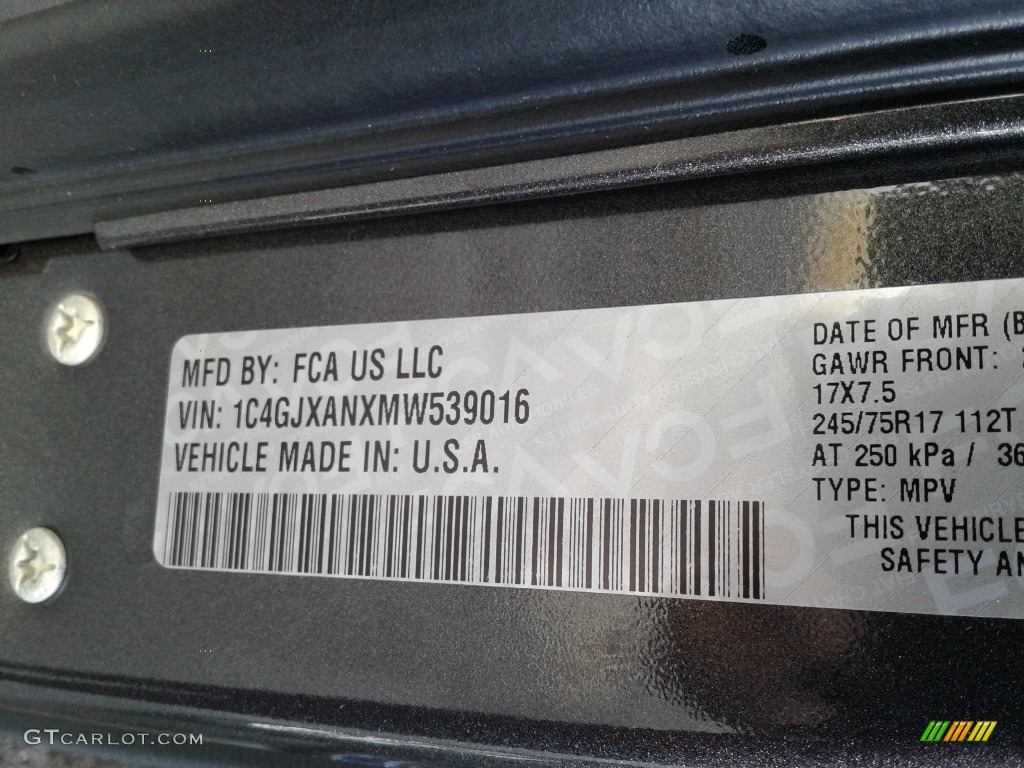 MFD BY: FCA US LLC
VIN: 1C4GJXANXMW539016
VEHICLE MADE IN: U.S.A.
DATE OF MFR
GAWR FRONT:
17X7.5
245/75R17 112T
AT 250 kPa / 36
TYPE: MPV
THIS VEHICLE
SAFETY
GTCARLOT.COM